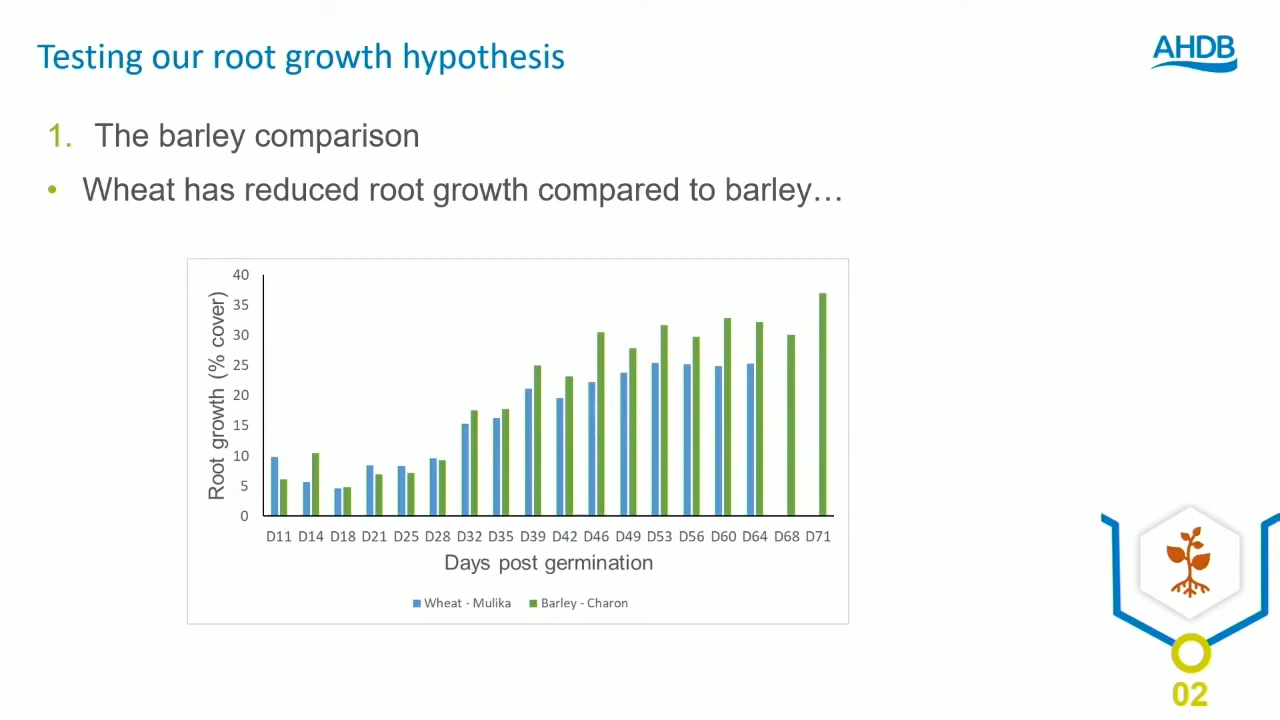 Testing our root growth hypothesis
AHDB
1. The barley comparison
• Wheat has reduced root growth compared to barley…
Root growth (% cover)
40
35
30
25
20
15
10
5
0
D11 D14 D18 D21 D25 D28 D32 D35 D39 D42 D46 D49 D53 D56 D60 D64 D68 D71
Days post germination
Wheat - Mulika Barley - Charon
02